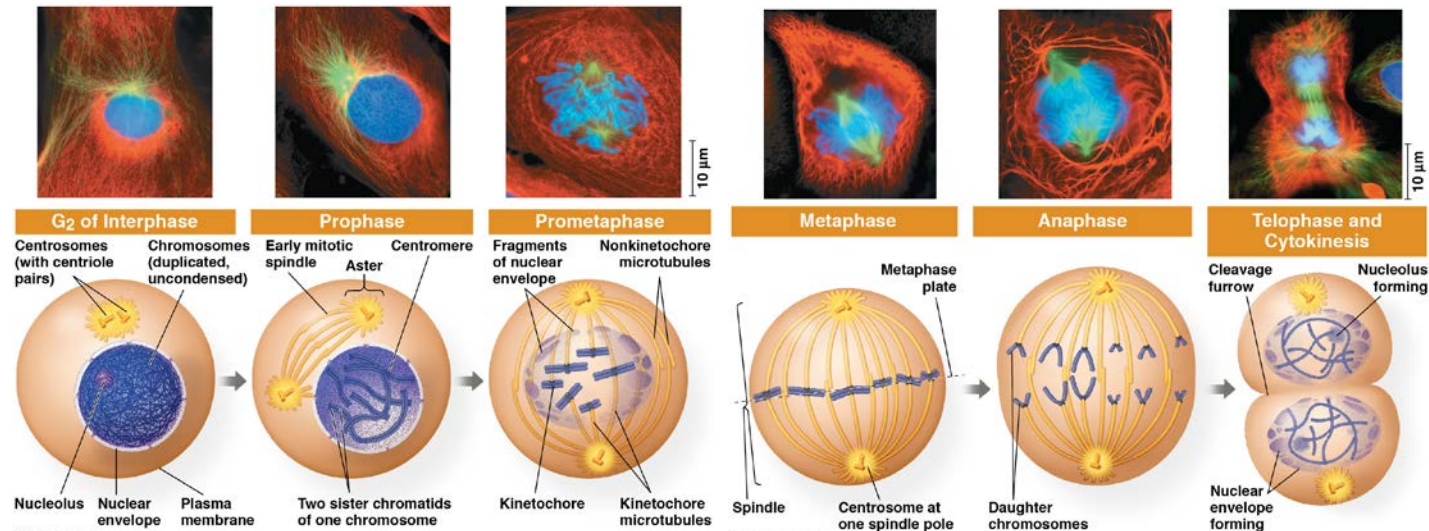 10 µm
10 µm
G2 of Interphase
Prophase
Prometaphase
Metaphase
Anaphase
Telophase and
Cytokinesis
Centrosomes
(with centriole
pairs)
Chromosomes
(duplicated,
uncondensed)
Early mitotic
spindle
Aster
Centromere
Fragments
of nuclear
envelope
Nonkinetochore
microtubules
Metaphase
plate
Cleavage
furrow
Nucleolus
forming
Nucleolus
Nuclear
envelope
Plasma
membrane
Two sister chromatids
of one chromosome
Kinetochore
Kinetochore
microtubules
Spindle
Centrosome at
one spindle pole
Daughter
chromosomes
Nuclear
envelope
forming